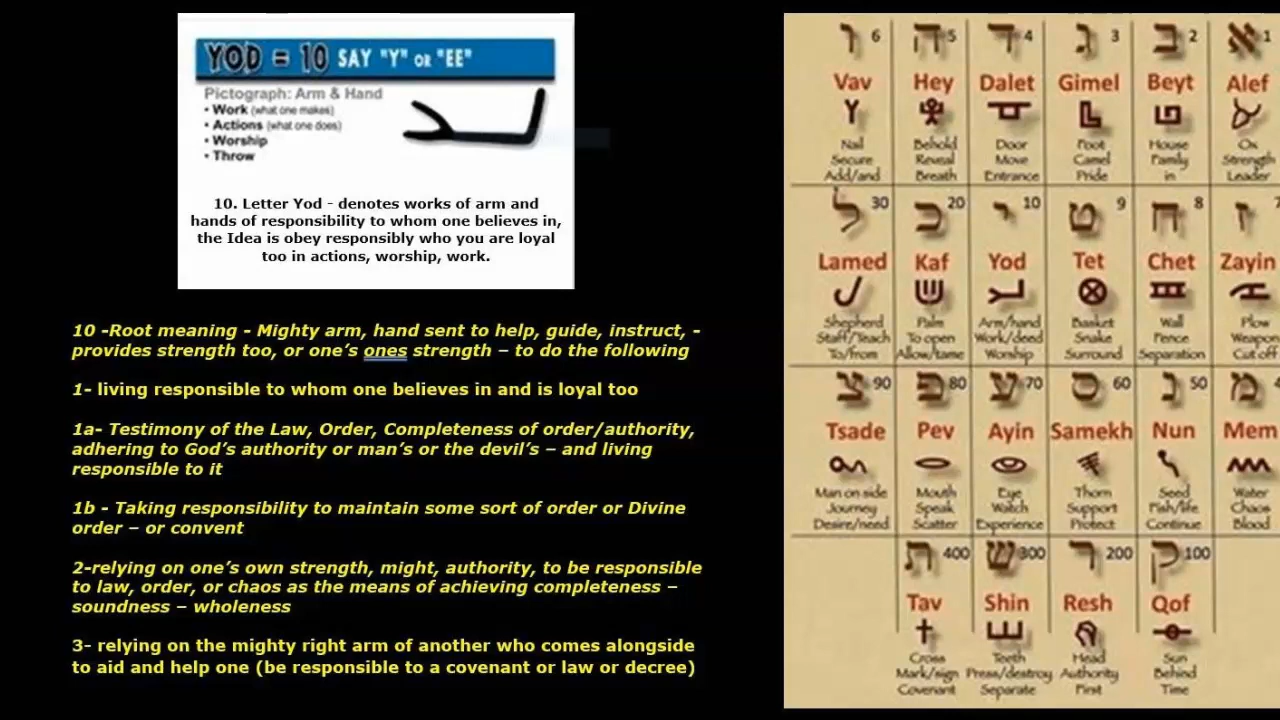 YOD = 10 SAY "Y" OR "EE"
Pictograph: Arm & Hand
• Work (what one makes)
• Actions (what one does)
• Worship
• Throw
10. Letter Yod - denotes works of arm and
hands of responsibility to whom one believes in,
the Idea is obey responsibly who you are loyal
too in actions, worship, work.
10 -Root meaning - Mighty arm, hand sent to help, guide, instruct, -
provides strength too, or one’s ones strength – to do the following
1- living responsible to whom one believes in and is loyal too
1a- Testimony of the Law, Order, Completeness of order/authority,
adhering to God’s authority or man’s or the devil’s – and living
responsible to it
1b - Taking responsibility to maintain some sort of order or Divine
order – or convent
2-relying on one’s own strength, might, authority, to be responsible
to law, order, or chaos as the means of achieving completeness –
soundness – wholeness
3- relying on the mighty right arm of another who comes alongside
to aid and help one (be responsible to a covenant or law or decree)
ו 6 ה 5 ד 4 ג 3 ב 2 א 1
Vav Hey Dalet Gimel Beyt Alef
Nail Behold Door Foot House Ox
Secure Reveal Move Camel Family Strength
Add/and Breath Entrance Pride in Leader
ל 30 כ 20 י 10 ט 9 ח 8 ז 7
Lamed Kaf Yod Tet Chet Zayin
Shepherd Palm Arm/hand Basket Wall Plow
Staff/Teach To open Work/deed Snake Fence Weapon
To/from Allow/tame Worship Surround Separation Cut off
צ 90 פ 80 ע 70 ס 60 נ 50 מ 4
Tsade Pey Ayin Samekh Nun Mem
Man on side Mouth Eye Thorn Seed Water
Journey Speak Watch Support Fish/life Chaos
Desire/need Scatter Experience Protect Continue Blood
ת 400 ש 300 ר 200 ק 100
Tav Shin Resh Qof
Cross Teeth Head Sun
Mark/sign Press/destroy Authority Behind
Covenant Separate First Time